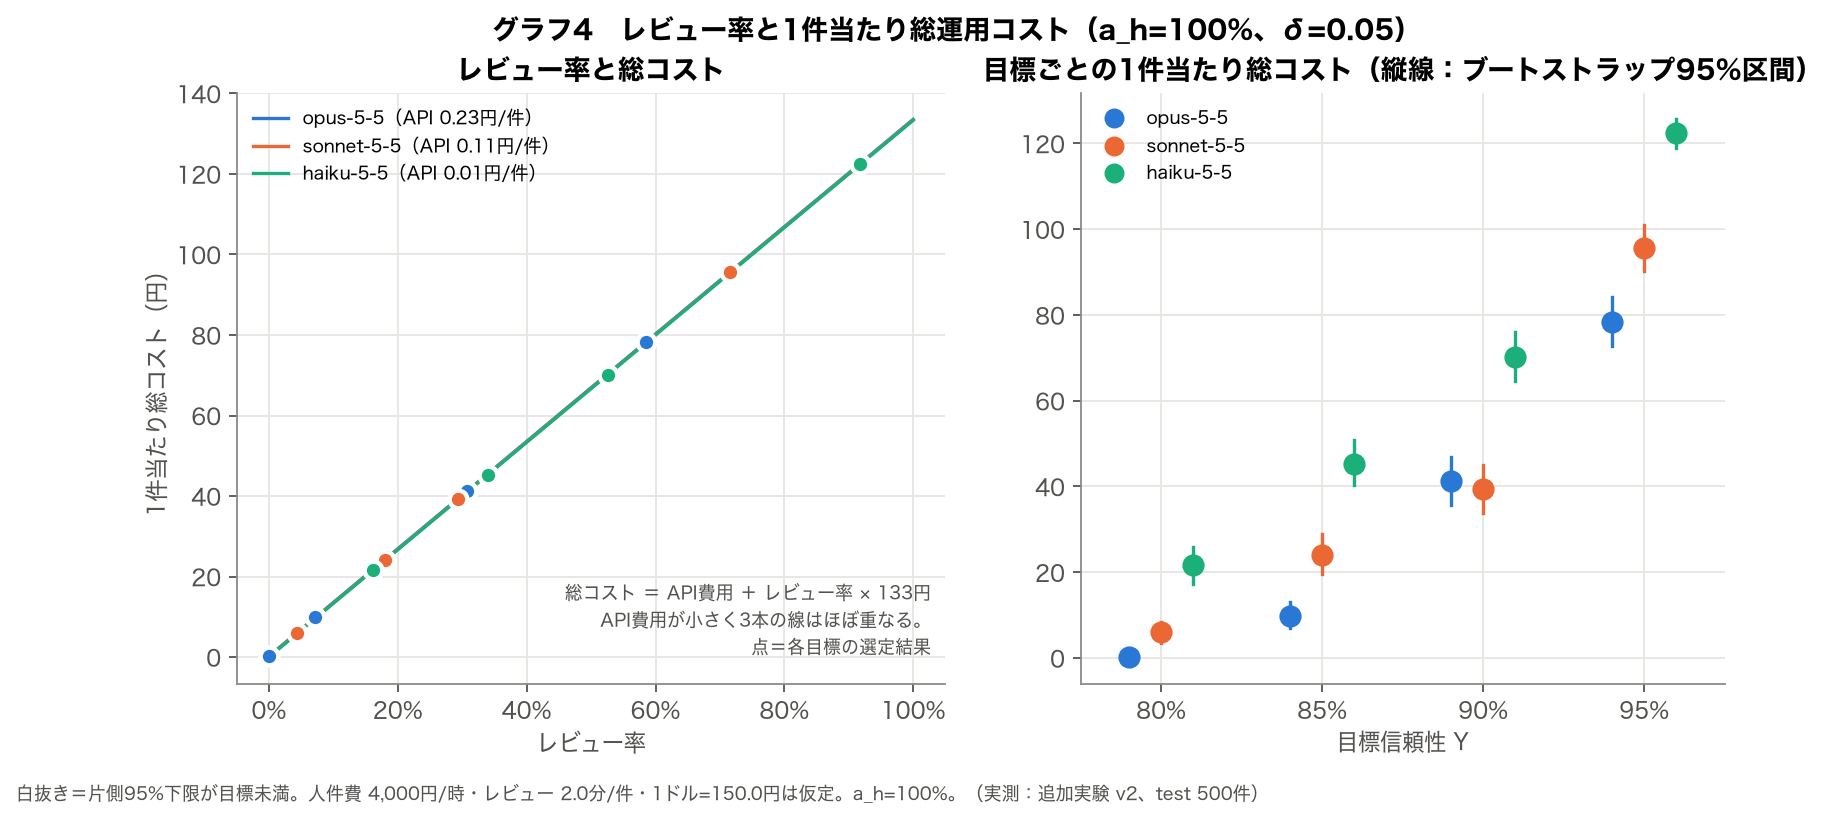 グラフ4　レビュー率と1件当たり総運用コスト（a_h=100%、δ=0.05）
レビュー率と総コスト
140
120
100
80
60
40
20
0
1件当たり総コスト（円）
opus-5-5（API 0.23円/件）
sonnet-5-5（API 0.11円/件）
haiku-5-5（API 0.01円/件）
総コスト ＝ API費用 ＋ レビュー率 × 133円
API費用が小さく3本の線はほぼ重なる。
点＝各目標の選定結果
0%
20%
40%
60%
80%
100%
レビュー率
目標ごとの1件当たり総コスト（縦線：ブートストラップ95%区間）
120
100
80
60
40
20
0
opus-5-5
sonnet-5-5
haiku-5-5
80%
85%
90%
95%
目標信頼性 Y
白抜き＝片側95%下限が目標未満。人件費 4,000円/時・レビュー 2.0分/件・1ドル=150.0円は仮定。a_h=100%。（実測：追加実験 v2、test 500件）